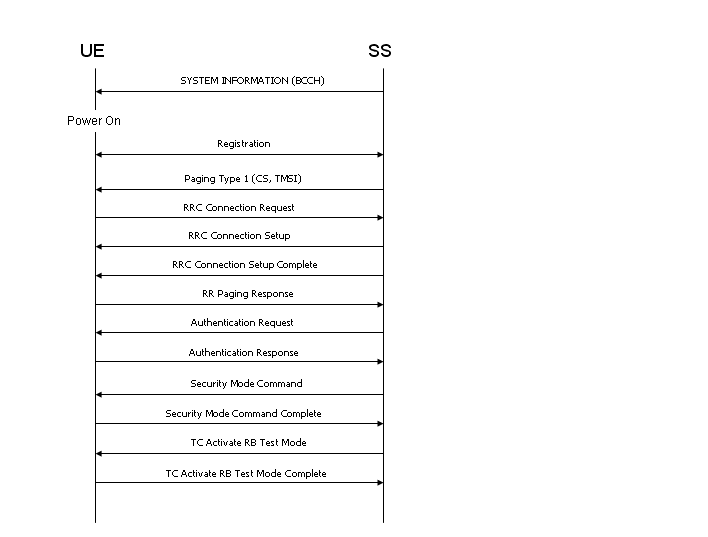 UE SS
SYSTEM INFORMATION (BCCH)
Power On
Registration
Paging Type 1 (CS, TMSI)
RRC Connection Request
RRC Connection Setup
RRC Connection Setup Complete
RR Paging Response
Authentication Request
Authentication Response
Security Mode Command
Security Mode Command Complete
TC Activate RB Test Mode
TC Activate RB Test Mode Complete